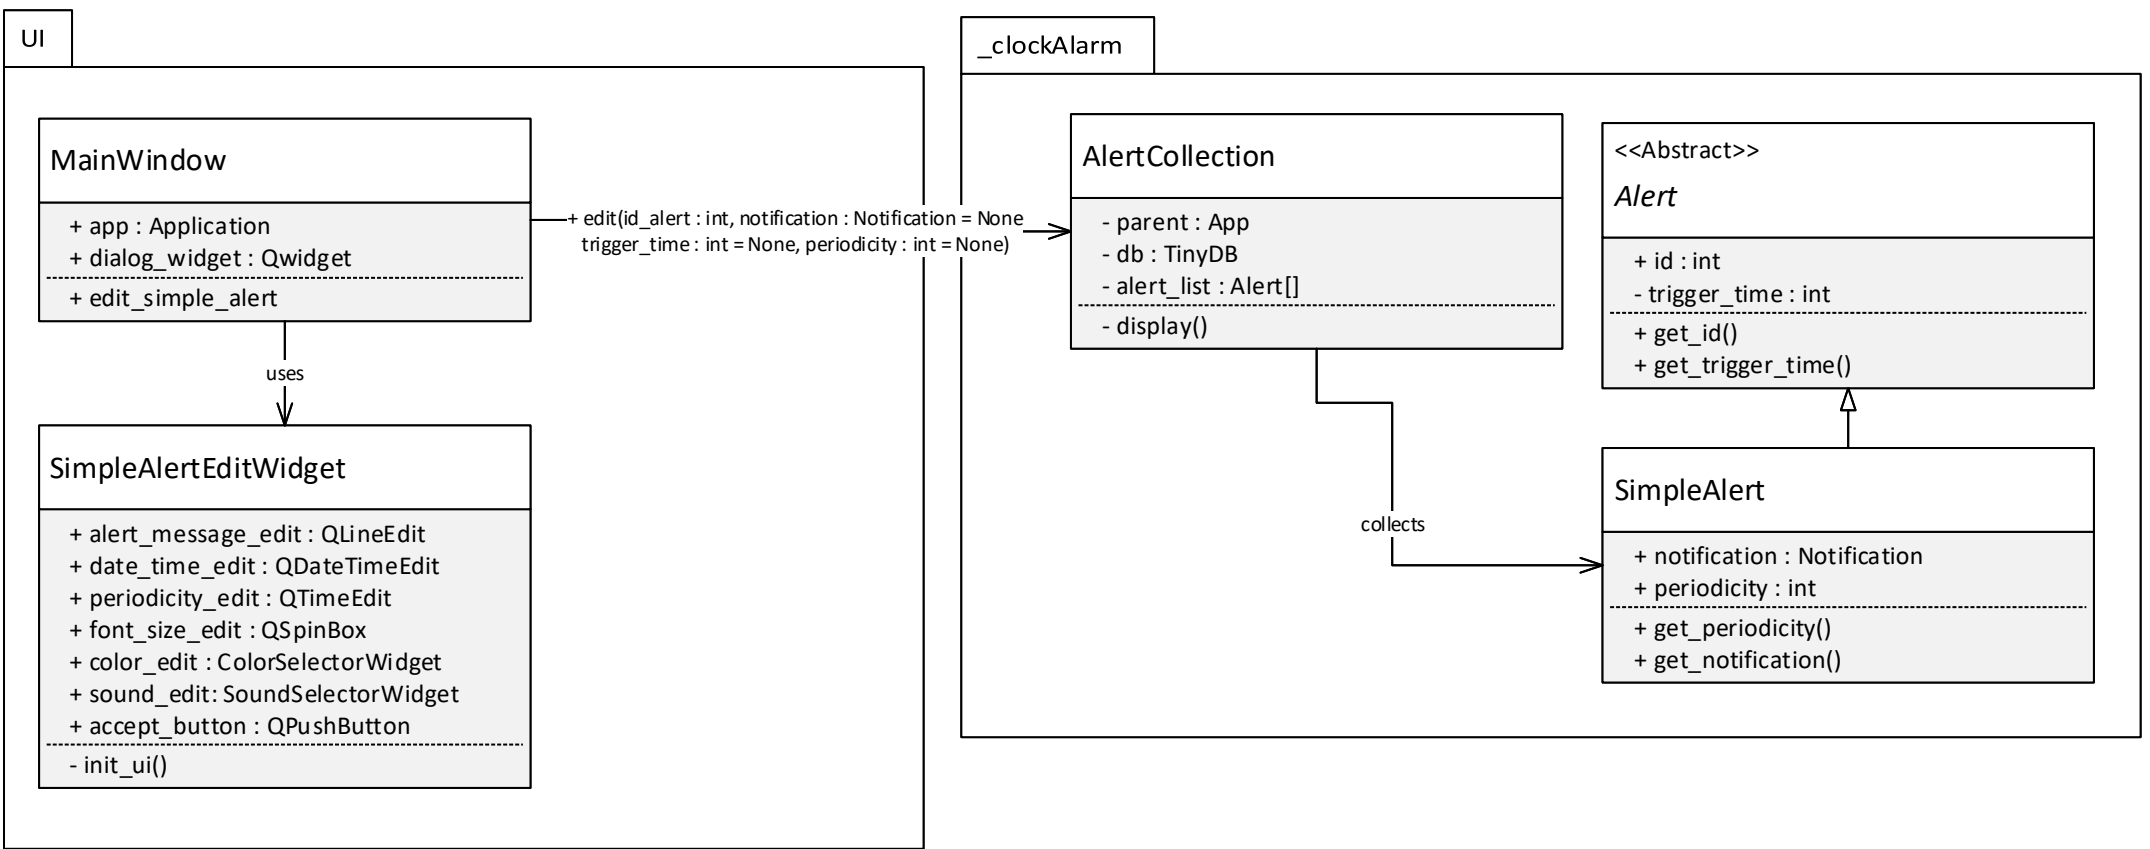 UI
MainWindow
+ app : Application
+ dialog_widget : Qwidget
+ edit_simple_alert
uses
SimpleAlertEditWidget
+ alert_message_edit : QLineEdit
+ date_time_edit : QDateTimeEdit
+ periodicity_edit : QTimeEdit
+ font_size_edit : QSpinBox
+ color_edit : ColorSelectorWidget
+ sound_edit: SoundSelectorWidget
+ accept_button : QPushButton
- init_ui()
+ edit(id_alert : int, notification : Notification = None
trigger_time : int = None, periodicity : int = None)
_clockAlarm
AlertCollection
- parent : App
- db : TinyDB
- alert_list : Alert[]
- display()
collects
<<Abstract>>
Alert
+ id : int
- trigger_time : int
+ get_id()
+ get_trigger_time()
SimpleAlert
+ notification : Notification
+ periodicity : int
+ get_periodicity()
+ get_notification()